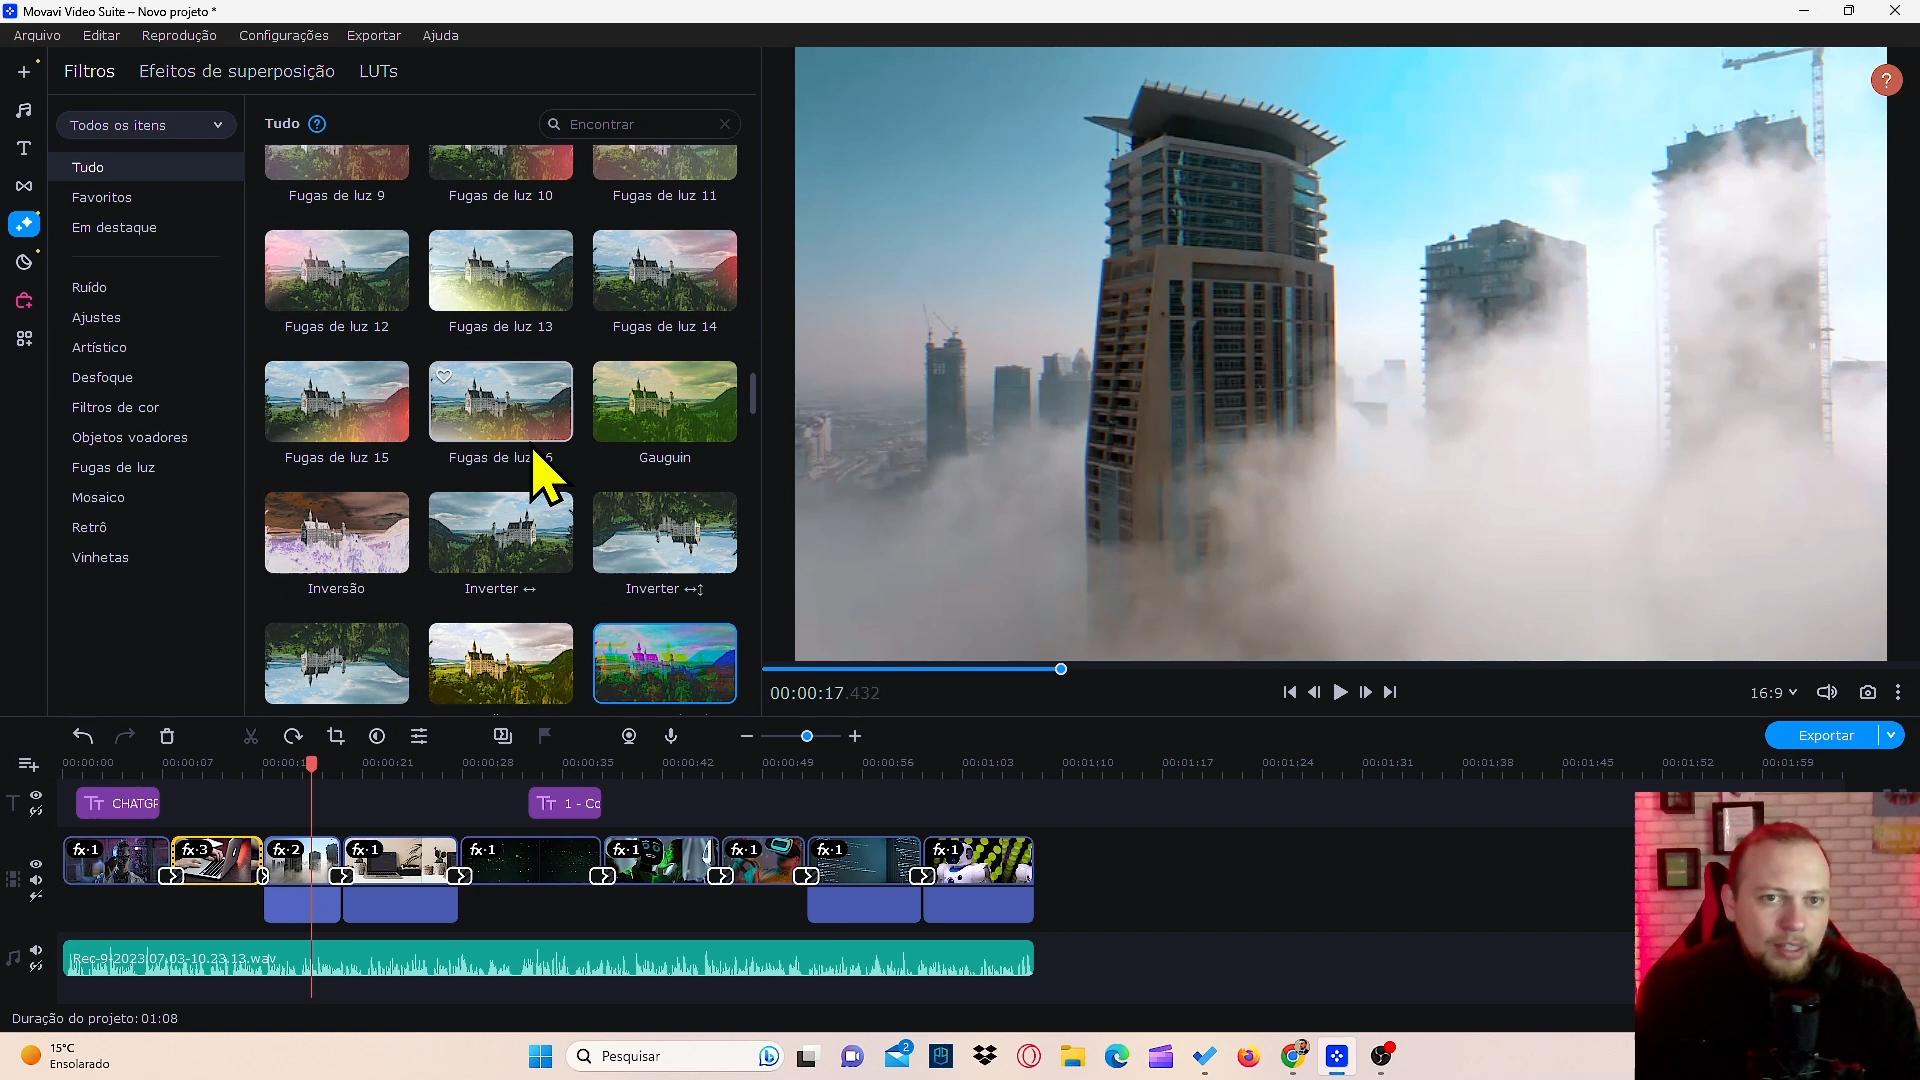 Movavi Video Suite – Novo projeto *
Arquivo Editar Reprodução Configurações Exportar Ajuda
Filtros Efeitos de superposição LUTs
Todos os itens
Tudo
Favoritos
Em destaque
Ruído
Ajustes
Artístico
Desfoque
Filtros de cor
Objetos voadores
Fugas de luz
Mosaico
Retrô
Vinhetas
Tudo ?
Encontrar
Fugas de luz 9 Fugas de luz 10 Fugas de luz 11
Fugas de luz 12 Fugas de luz 13 Fugas de luz 14
Fugas de luz 15 Fugas de luz 6 Gauguin
Inversão Inverter ↔ Inverter ↔↕
?
00:00:17.432
16:9
Exportar
00:00:00 00:00:07 00:00:1 00:00:21 00:00:28 00:00:35 00:00:42 00:00:49 00:00:56 00:01:03 00:01:10 00:01:17 00:01:24 00:01:31 00:01:38 00:01:45 00:01:52 00:01:59
CHATGP 1 - Co
fx·1 fx·3 fx·2 fx·1 fx·1 fx·1 fx·1 fx·1 fx·1
Rec-9-2023.07.03-10.23.13.wav
Duração do projeto: 01:08
15°C
Ensolarado
Pesquisar
2